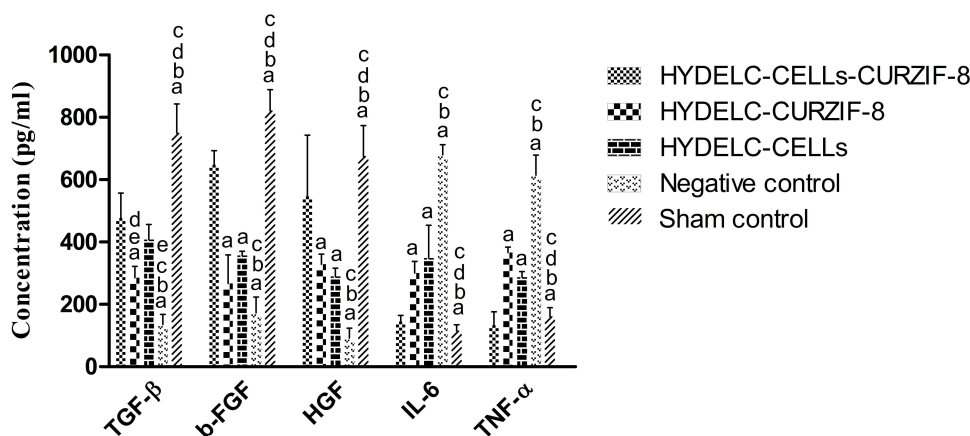 Concentration (pg/ml)
1000
800
600
400
200
0
d
e
a
e
c
b
a
c
d
b
a
a
a
c
b
a
c
d
b
a
a
a
c
b
a
c
d
b
a
a
a
c
b
a
c
d
b
a
a
a
c
b
a
c
d
b
a
TGF-β
b-FGF
HGF
IL-6
TNF-α
HYDELC-CELLs-CURZIF-8
HYDELC-CURZIF-8
HYDELC-CELLs
Negative control
Sham control